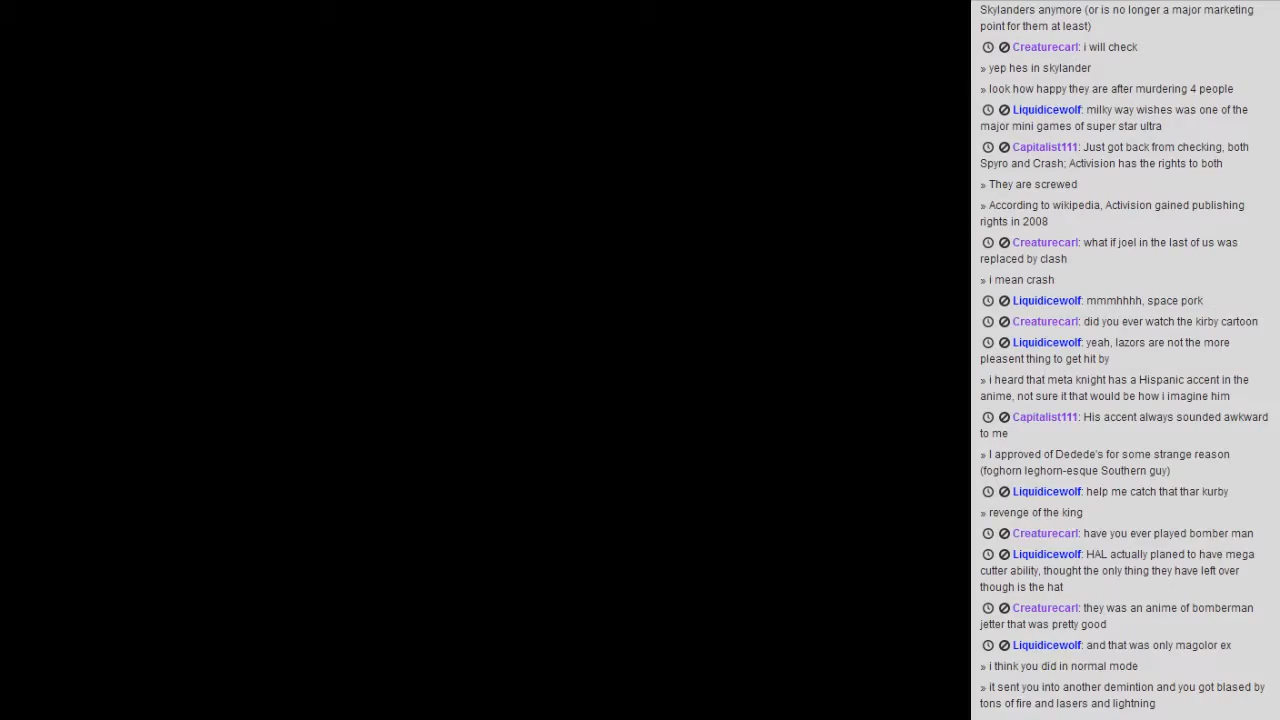 Skylanders anymore (or is no longer a major marketing
point for them at least)
Creaturecarl: i will check
» yep hes in skylander
» look how happy they are after murdering 4 people
Liquidicewolf: milky way wishes was one of the
major mini games of super star ultra
Capitalist111: Just got back from checking, both
Spyro and Crash; Activision has the rights to both
» They are screwed
» According to wikipedia, Activision gained publishing
rights in 2008
Creaturecarl: what if joel in the last of us was
replaced by clash
» i mean crash
Liquidicewolf: mmmhhhh, space pork
Creaturecarl: did you ever watch the kirby cartoon
Liquidicewolf: yeah, lazors are not the more
pleasent thing to get hit by
» i heard that meta knight has a Hispanic accent in the
anime, not sure it that would be how i imagine him
Capitalist111: His accent always sounded awkward
to me
» I approved of Dedede's for some strange reason
(foghorn leghorn-esque Southern guy)
Liquidicewolf: help me catch that thar kurby
» revenge of the king
Creaturecarl: have you ever played bomber man
Liquidicewolf: HAL actually planed to have mega
cutter ability, thought the only thing they have left over
though is the hat
Creaturecarl: they was an anime of bomberman
jetter that was pretty good
Liquidicewolf: and that was only magolor ex
» i think you did in normal mode
» it sent you into another demintion and you got blased by
tons of fire and lasers and lightning